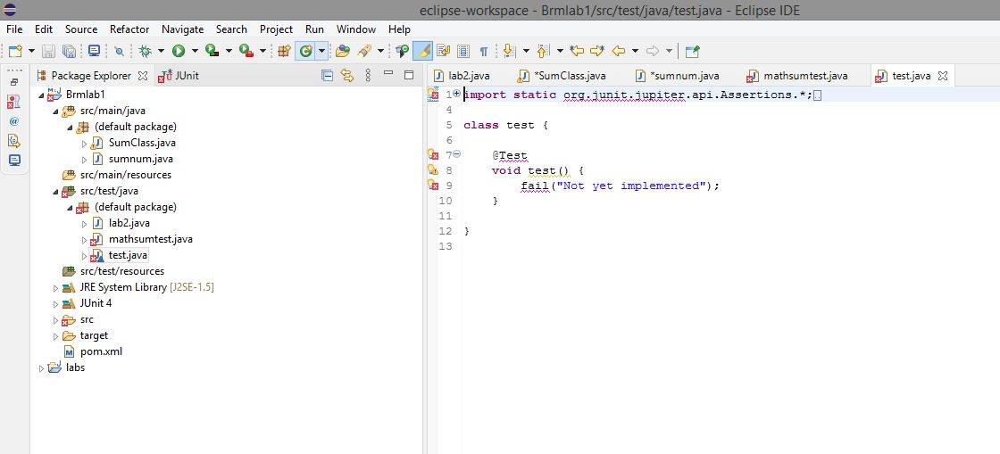 eclipse-workspace - Brmlab1/src/test/java/test.java - Eclipse IDE
File Edit Source Refactor Navigate Search Project Run Window Help
Package Explorer JUnit
Brmlab1
src/main/java
(default package)
SumClass.java
sumnum.java
src/main/resources
src/test/java
(default package)
lab2.java
mathsumtest.java
test.java
src/test/resources
JRE System Library [J2SE-1.5]
JUnit 4
src
target
pom.xml
labs
lab2.java *SumClass.java *sumnum.java mathsumtest.java test.java
1 import static org.junit.jupiter.api.Assertions.*;
4
5 class test {
6
7 @Test
8 void test() {
9 fail("Not yet implemented");
10 }
11
12 }
13